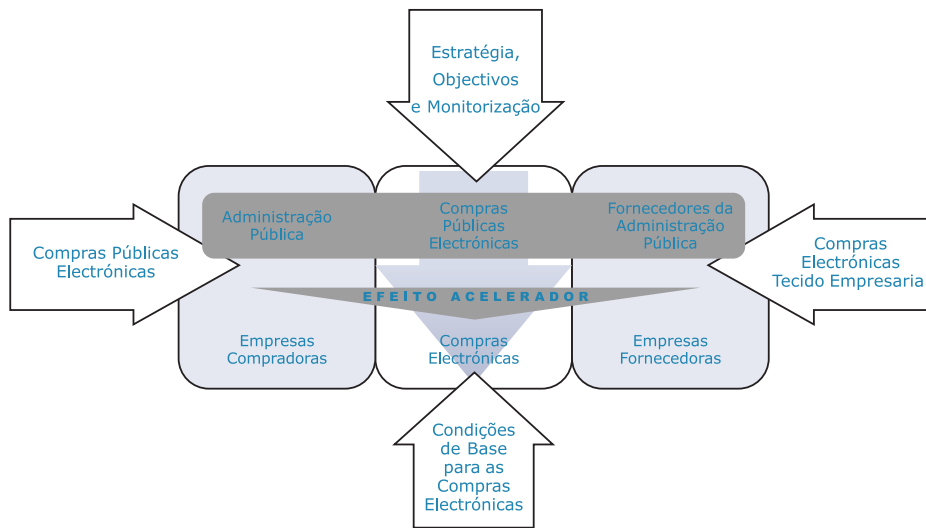 Estratégia,
Objectivos
e Monitorização
Administração
Pública
Compras
Públicas
Electrónicas
Fornecedores da
Administração
Pública
Compras Públicas
Electrónicas
Compras
Electrónicas
Tecido Empresarial
EFEITO ACELERADOR
Empresas
Compradoras
Compras
Electrónicas
Empresas
Fornecedoras
Condições
de Base
para as
Compras
Electrónicas